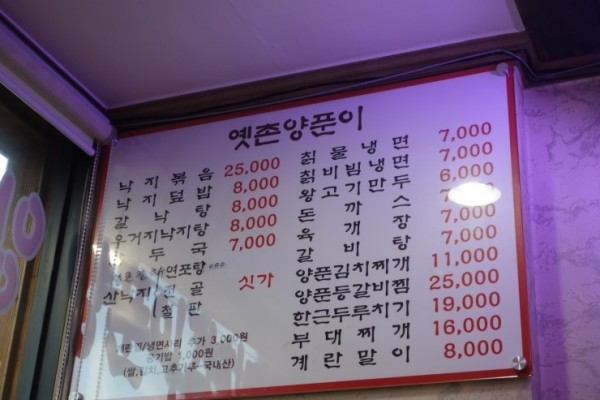 옛촌양푼이
낙지볶음 25,000
낙지덮밥 8,000
갈낙탕 8,000
우거지낙지탕 8,000
두국 7,000
연포탕
산낙지전골 싯가
철판
/냉면사리 추가 3,000원
공기밥 1,000원
(쌀,김치,고추가루-국내산)
칡물냉면 7,000
칡비빔냉면 7,000
왕고기만두 6,000
돈까스
육개장 7,000
갈비탕 7,000
양푼김치찌개 11,000
양푼등갈비찜 25,000
한근두루치기 19,000
부대찌개 16,000
계란말이 8,000